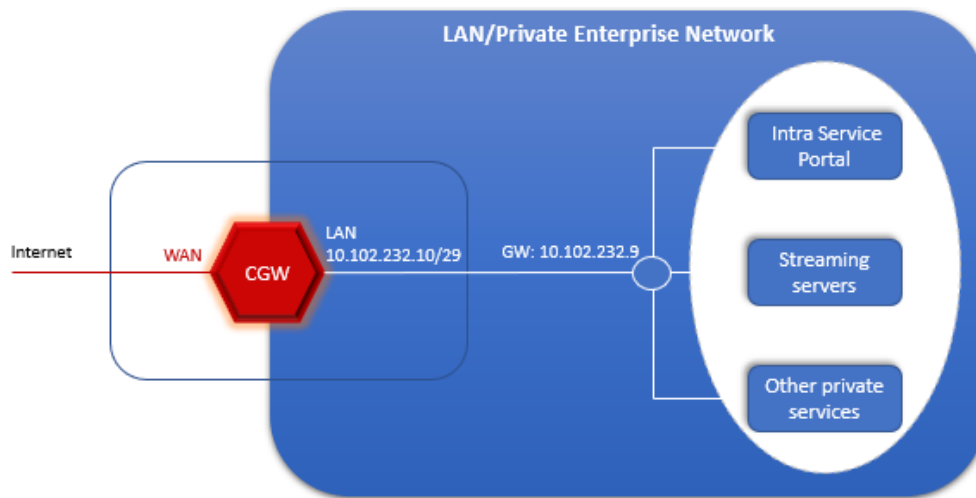 LAN/Private Enterprise Network
Intra Service
Portal
Internet
WAN
CGW
LAN
10.102.232.10/29
GW: 10.102.232.9
Streaming
servers
Other private
services